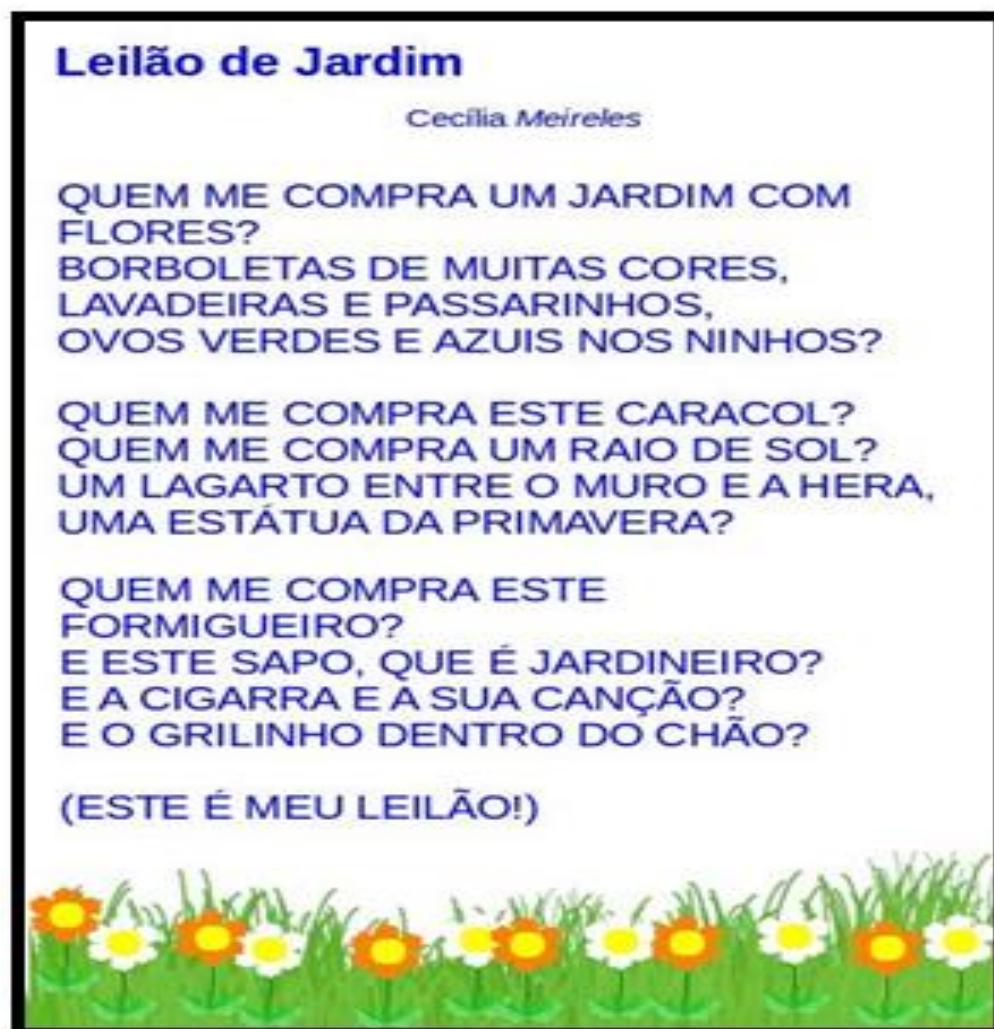 Leilão de Jardim
Cecília Meireles
QUEM ME COMPRA UM JARDIM COM
FLORES?
BORBOLETAS DE MUITAS CORES,
LAVADEIRAS E PASSARINHOS,
OVOS VERDES E AZUIS NOS NINHOS?
QUEM ME COMPRA ESTE CARACOL?
QUEM ME COMPRA UM RAIO DE SOL?
UM LAGARTO ENTRE O MURO E A HERA,
UMA ESTÁTUA DA PRIMAVERA?
QUEM ME COMPRA ESTE
FORMIGUEIRO?
E ESTE SAPO, QUE É JARDINEIRO?
E A CIGARRA E A SUA CANÇÃO?
E O GRILINHO DENTRO DO CHÃO?
(ESTE É MEU LEILÃO!)